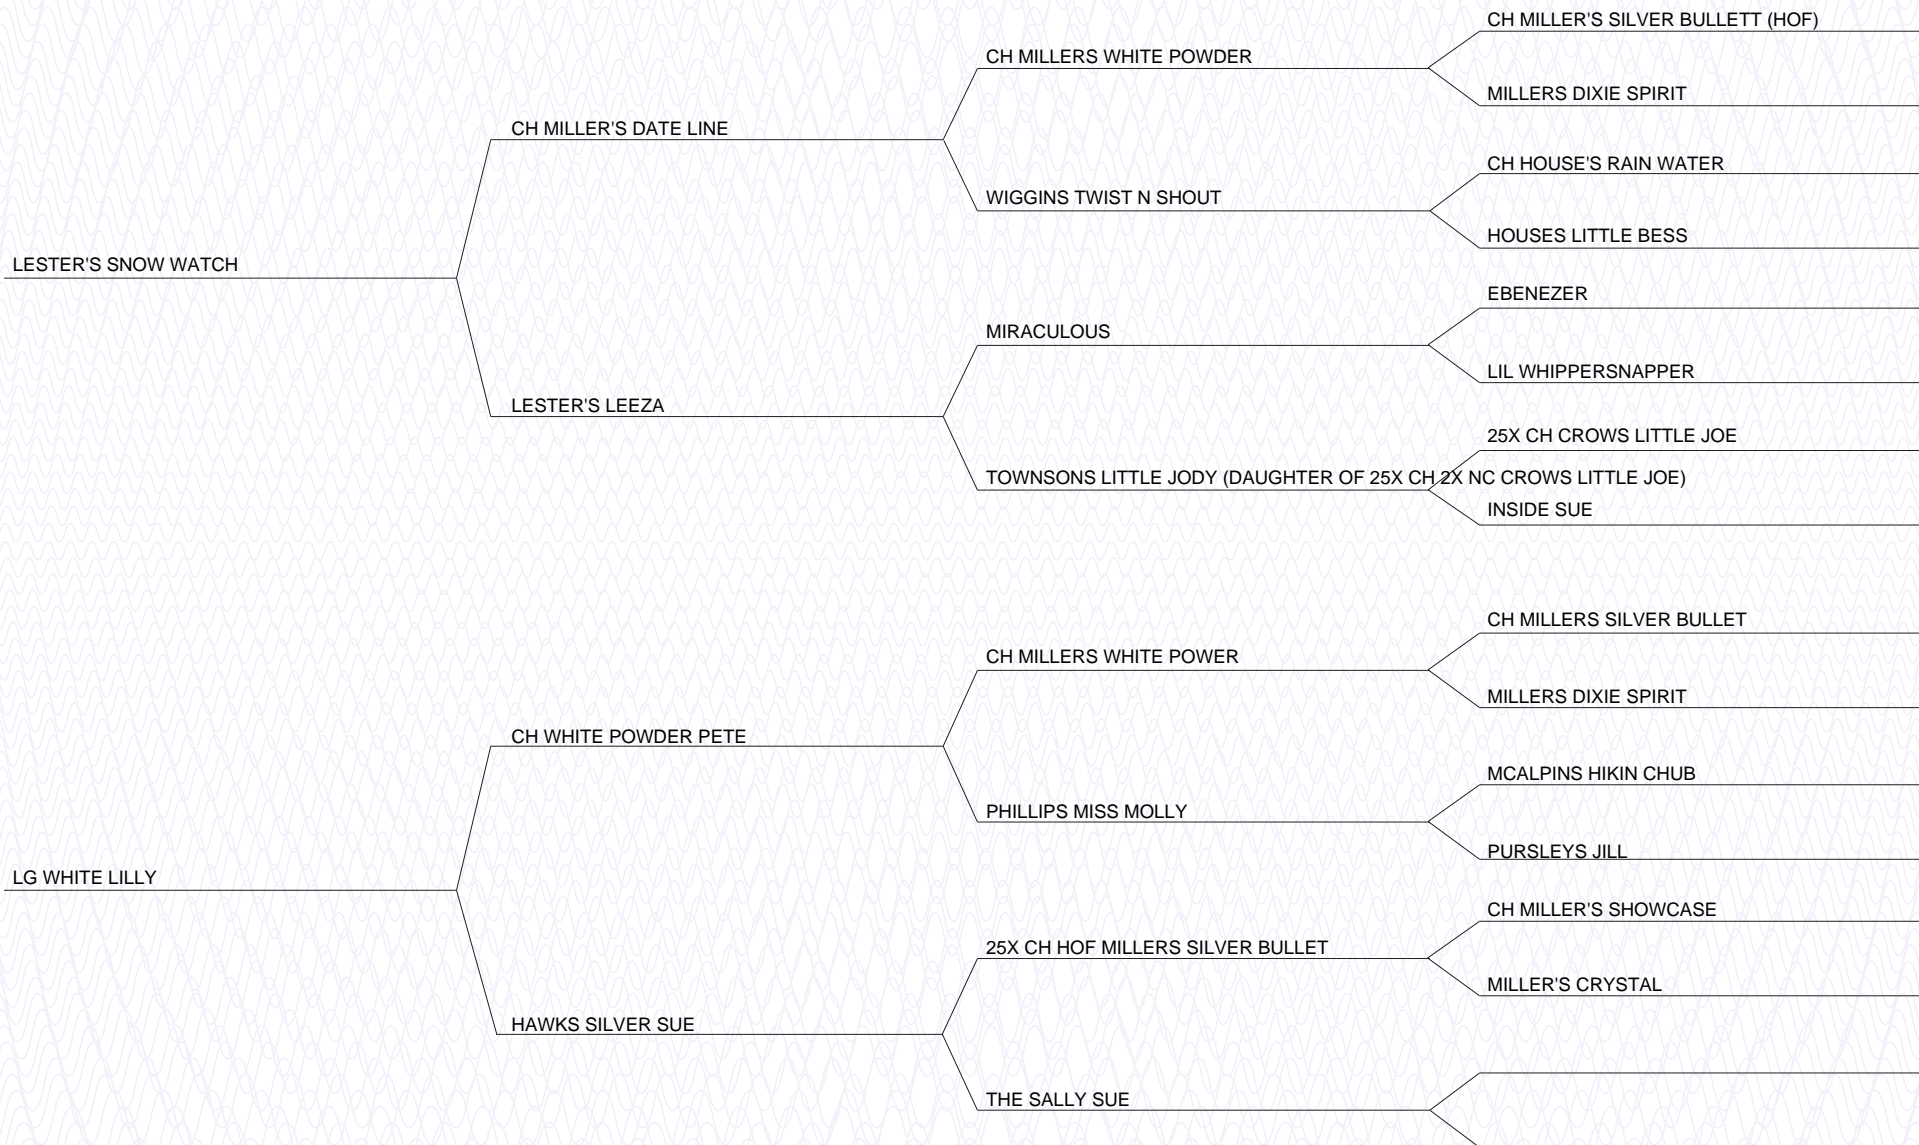 CH MILLER'S SILVER BULLETT (HOF)
CH MILLERS WHITE POWDER
MILLERS DIXIE SPIRIT
CH MILLER'S DATE LINE
CH HOUSE'S RAIN WATER
WIGGINS TWIST N SHOUT
HOUSES LITTLE BESS
LESTER'S SNOW WATCH
EBENEZER
MIRACULOUS
LIL WHIPPERSNAPPER
LESTER'S LEEZA
25X CH CROWS LITTLE JOE
TOWNSONS LITTLE JODY (DAUGHTER OF 25X CH 2X NC CROWS LITTLE JOE)
INSIDE SUE
CH MILLERS SILVER BULLET
CH MILLERS WHITE POWER
MILLERS DIXIE SPIRIT
CH WHITE POWDER PETE
MCALPINS HIKIN CHUB
PHILLIPS MISS MOLLY
PURSLEYS JILL
LG WHITE LILLY
CH MILLER'S SHOWCASE
25X CH HOF MILLERS SILVER BULLET
MILLER'S CRYSTAL
HAWKS SILVER SUE
THE SALLY SUE